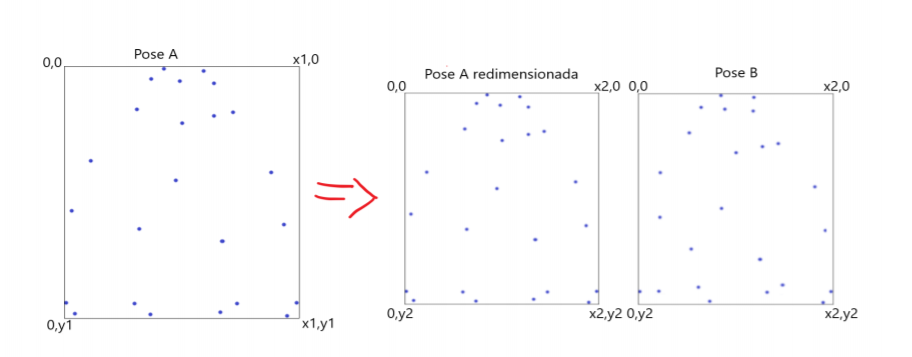 Pose A
0,0
x1,0
0,y1
x1,y1
Pose A redimensionada
0,0
x2,0
0,y2
x2,y2
Pose B
0,0
x2,0
0,y2
x2,y2